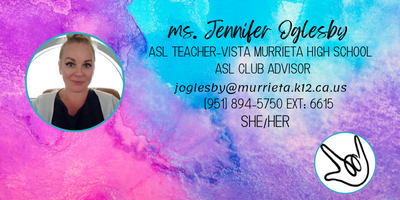 ms. Jennifer Oglesby
ASL TEACHER-VISTA MURRIETA HIGH SCHOOL
ASL CLUB ADVISOR
joglesby@murrieta.k12.ca.us
(951) 894-5750 EXT: 6615
SHE/HER